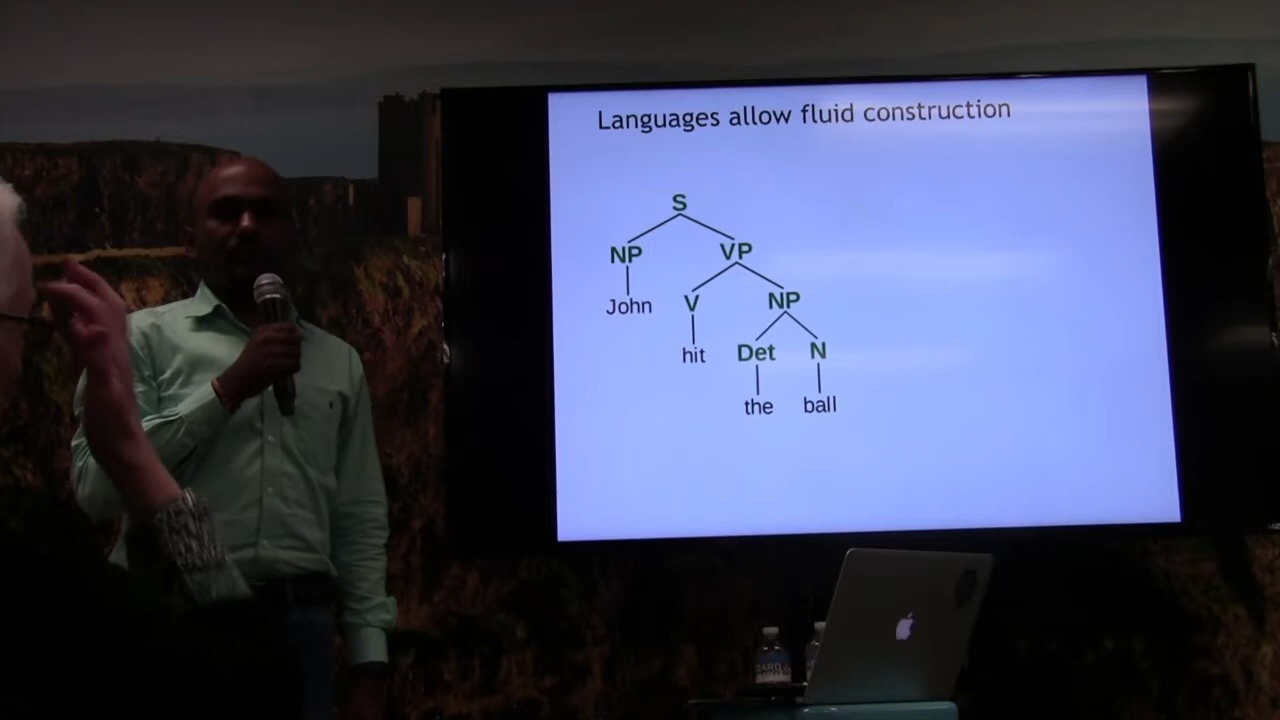 Languages allow fluid construction
S
NP VP
John V NP
hit Det N
the ball